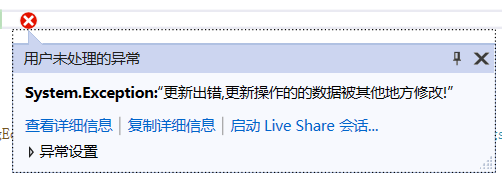 用户未处理的异常
System.Exception:“更新出错,更新操作的的数据被其他地方修改!”
查看详细信息 | 复制详细信息 | 启动 Live Share 会话...
异常设置